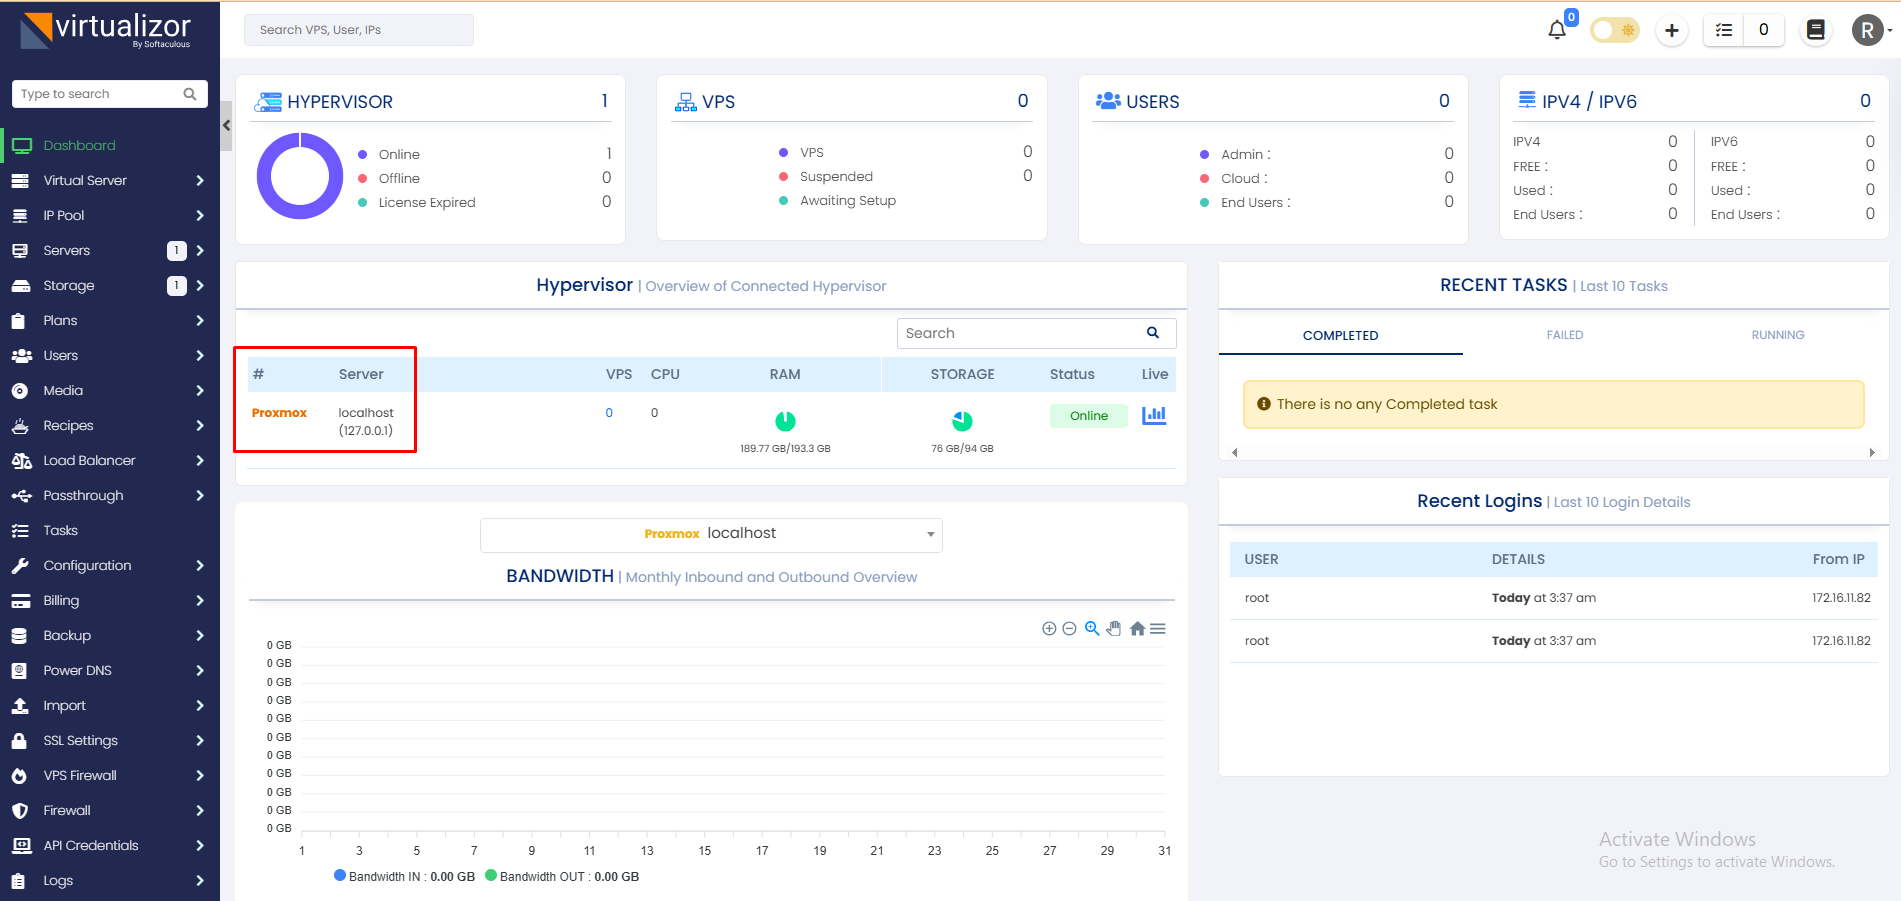 virtualizor
By Softaculous
Search VPS, User, IPs
0
0
R
Type to search
Dashboard
Virtual Server
IP Pool
Servers 1
Storage 1
Plans
Users
Media
Recipes
Load Balancer
Passthrough
Tasks
Configuration
Billing
Backup
Power DNS
Import
SSL Settings
VPS Firewall
Firewall
API Credentials
Logs
HYPERVISOR 1
Online 1
Offline 0
License Expired 0
VPS 0
VPS 0
Suspended 0
Awaiting Setup
USERS 0
Admin : 0
Cloud : 0
End Users : 0
IPV4 / IPV6 0
IPV4 0 IPV6 0
FREE : 0 FREE : 0
Used : 0 Used : 0
End Users : 0 End Users : 0
Hypervisor | Overview of Connected Hypervisor
Search
# Server VPS CPU RAM STORAGE Status Live
Proxmox localhost 0 0 Online
(127.0.0.1)
189.77 GB/193.3 GB 76 GB/94 GB
Proxmox localhost
BANDWIDTH | Monthly Inbound and Outbound Overview
0 GB
0 GB
0 GB
0 GB
0 GB
0 GB
0 GB
0 GB
0 GB
0 GB
0 GB
1 3 5 7 9 11 13 15 17 19 21 23 25 27 29 31
Bandwidth IN : 0.00 GB Bandwidth OUT : 0.00 GB
RECENT TASKS | Last 10 Tasks
COMPLETED FAILED RUNNING
There is no any Completed task
Recent Logins | Last 10 Login Details
USER DETAILS From IP
root Today at 3:37 am 172.16.11.82
root Today at 3:37 am 172.16.11.82
Activate Windows
Go to Settings to activate Windows.